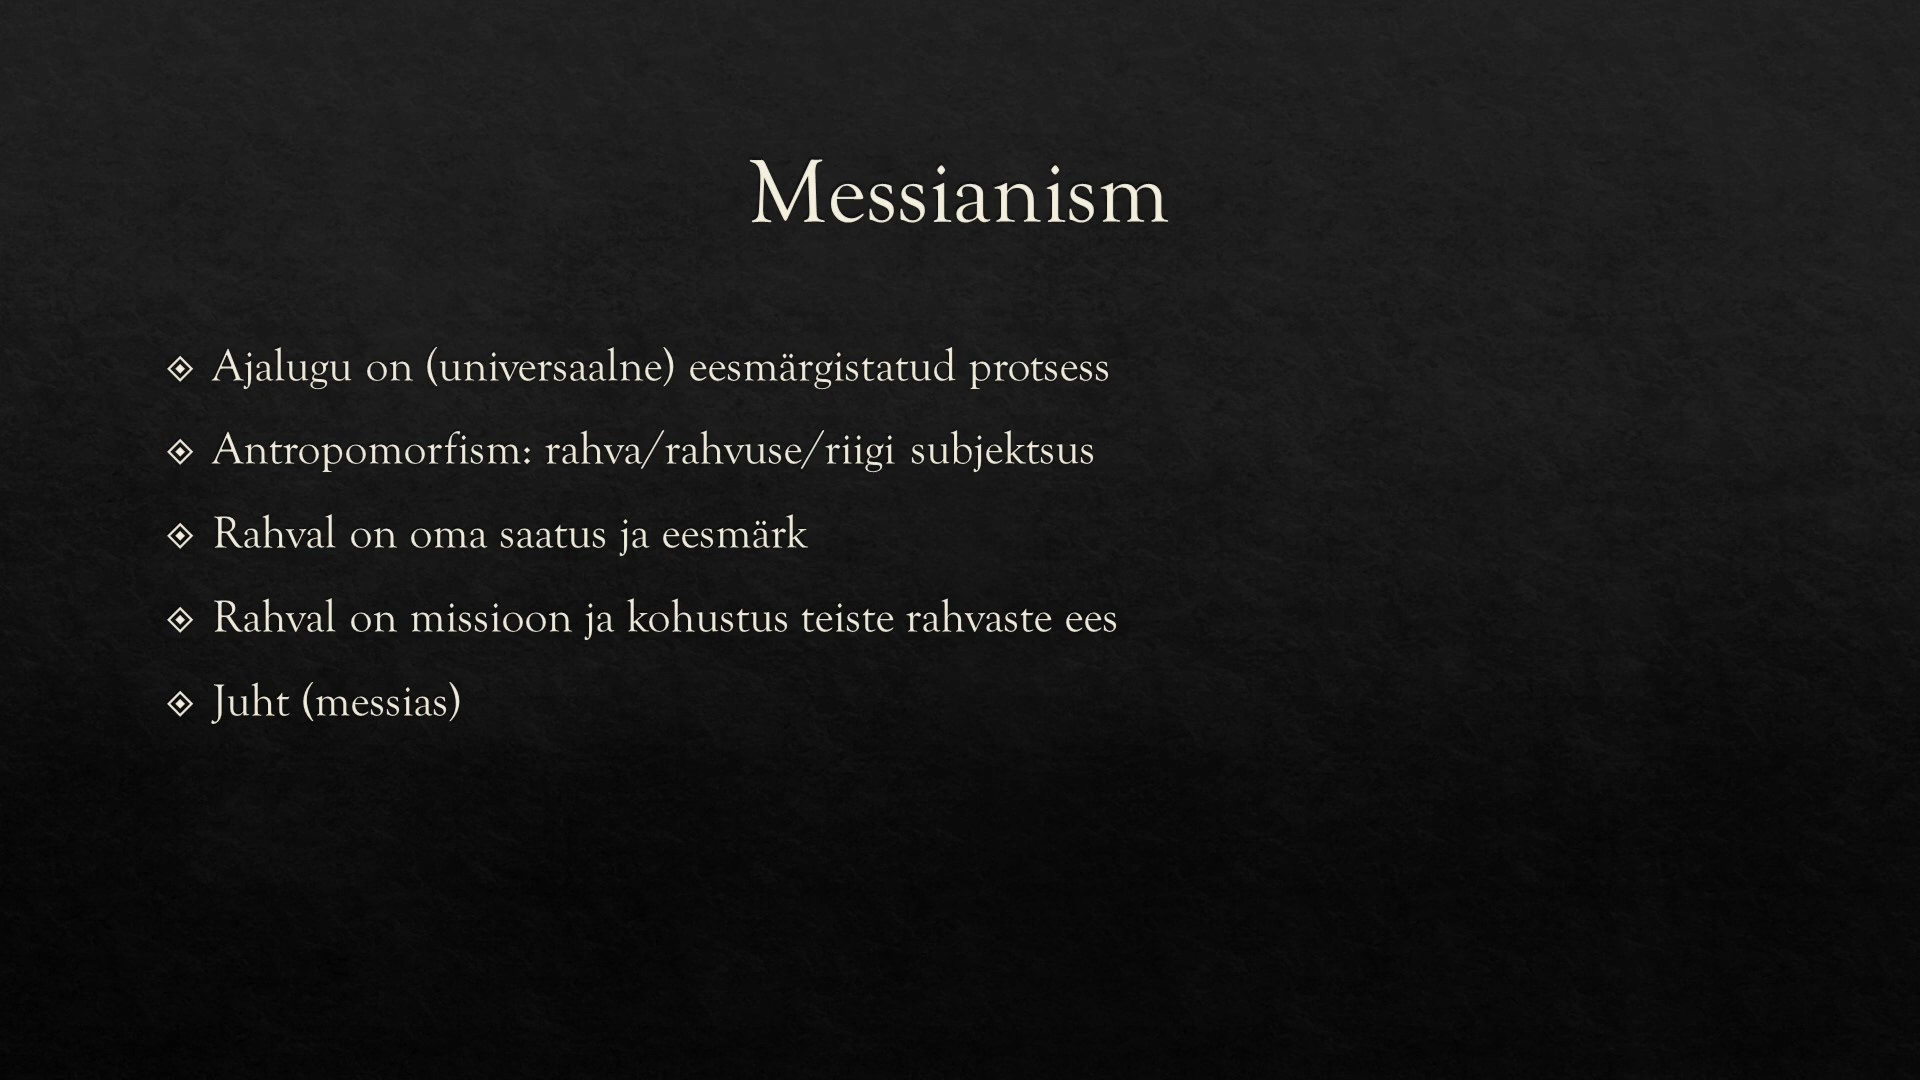 Messianism
Ajalugu on (universaalne) eesmärgistatud protsess
Antropomorfism: rahva/rahvuse/riigi subjektsus
Rahval on oma saatus ja eesmärk
Rahval on missioon ja kohustus teiste rahvaste ees
Juht (messias)